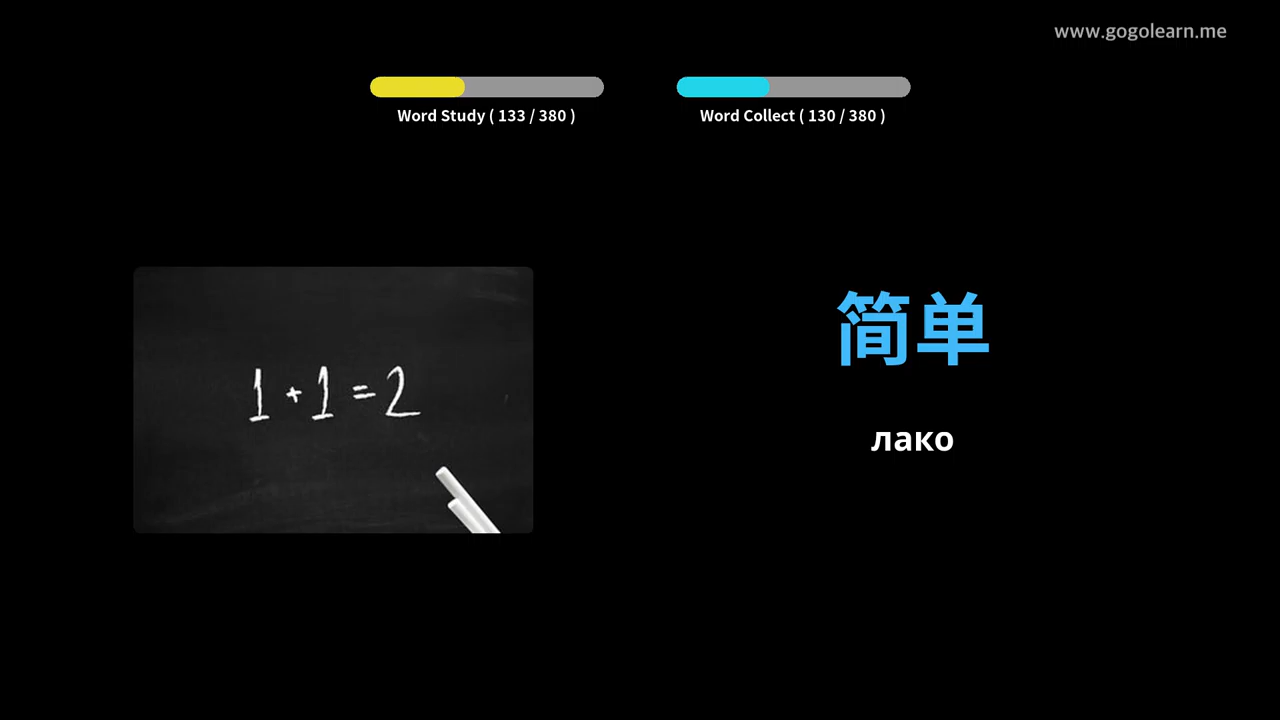 www.gogolearn.me
Word Study ( 133 / 380 )
Word Collect ( 130 / 380 )
1 + 1 = 2
简单
лако